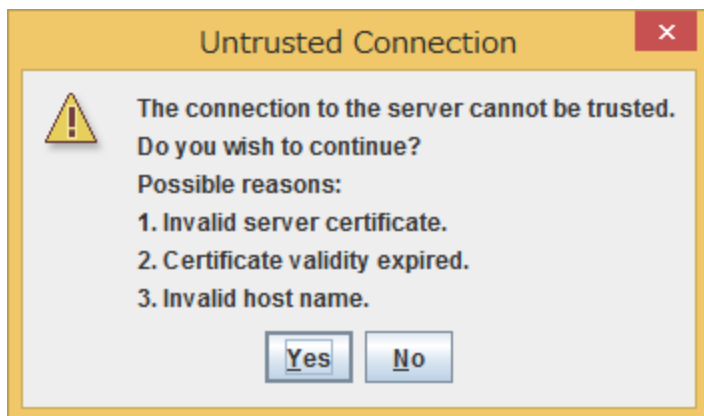 Untrusted Connection
The connection to the server cannot be trusted.
Do you wish to continue?
Possible reasons:
1. Invalid server certificate.
2. Certificate validity expired.
3. Invalid host name.
Yes No